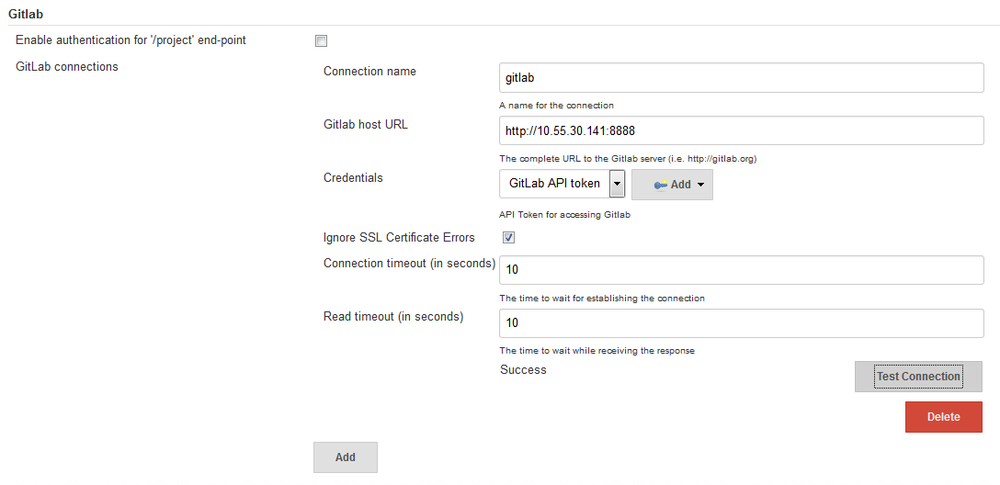 Gitlab
Enable authentication for '/project' end-point
GitLab connections
Connection name
gitlab
A name for the connection
Gitlab host URL
http://10.55.30.141:8888
The complete URL to the Gitlab server (i.e. http://gitlab.org)
Credentials
GitLab API token
Add
API Token for accessing Gitlab
Ignore SSL Certificate Errors
Connection timeout (in seconds)
10
The time to wait for establishing the connection
Read timeout (in seconds)
10
The time to wait while receiving the response
Success
Test Connection
Delete
Add